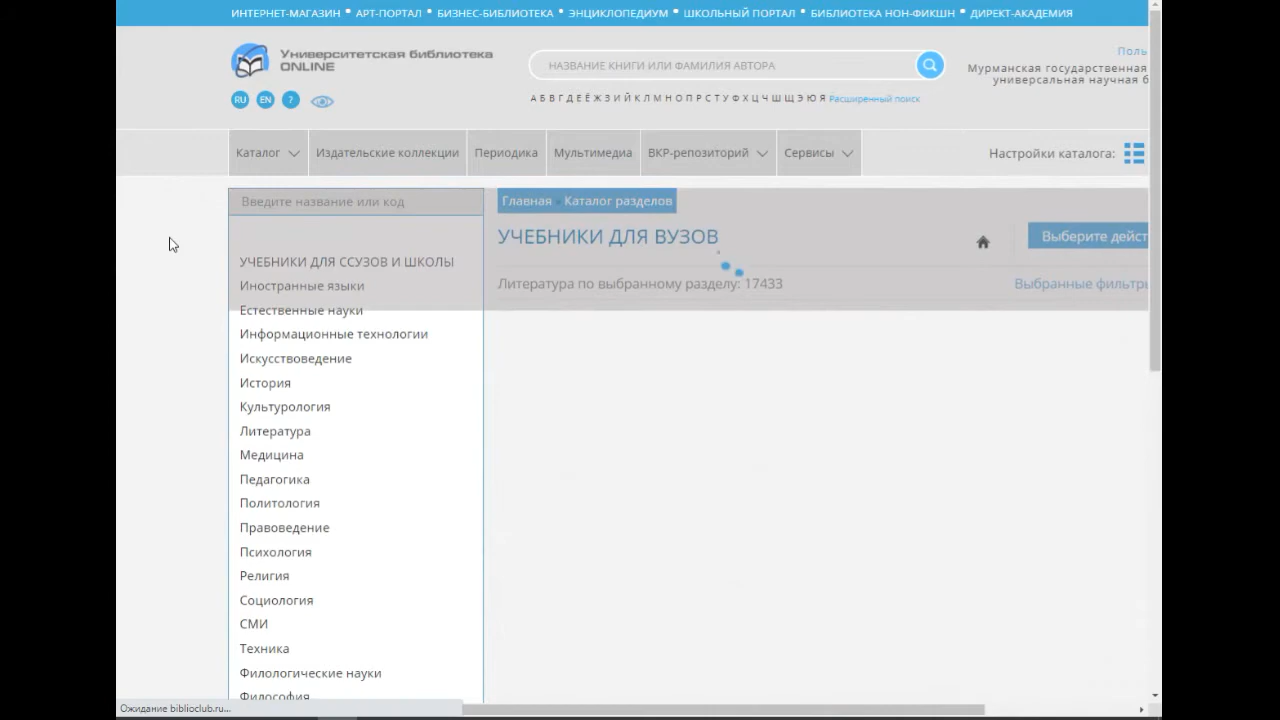 ИНТЕРНЕТ-МАГАЗИН • АРТ-ПОРТАЛ • БИЗНЕС-БИБЛИОТЕКА • ЭНЦИКЛОПЕДИУМ • ШКОЛЬНЫЙ ПОРТАЛ • БИБЛИОТЕКА НОН-ФИКШН • ДИРЕКТ-АКАДЕМИЯ
Университетская библиотека
ONLINE
НАЗВАНИЕ КНИГИ ИЛИ ФАМИЛИЯ АВТОРА
Поль
Мурманская государственная
универсальная научная б
RU EN ?
А Б В Г Д Е Ё Ж З И Й К Л М Н О П Р С Т У Ф Х Ц Ч Ш Щ Э Ю Я Расширенный поиск
Каталог Издательские коллекции Периодика Мультимедиа ВКР-репозиторий Сервисы Настройки каталога:
Введите название или код
Главная Каталог разделов
УЧЕБНИКИ ДЛЯ ВУЗОВ
Выберите дейст
Литература по выбранному разделу: 17433
Выбранные фильтры
УЧЕБНИКИ ДЛЯ ССУЗОВ И ШКОЛЫ
Иностранные языки
Естественные науки
Информационные технологии
Искусствоведение
История
Культурология
Литература
Медицина
Педагогика
Политология
Правоведение
Психология
Религия
Социология
СМИ
Техника
Филологические науки
Философия
Ожидание biblioclub.ru...